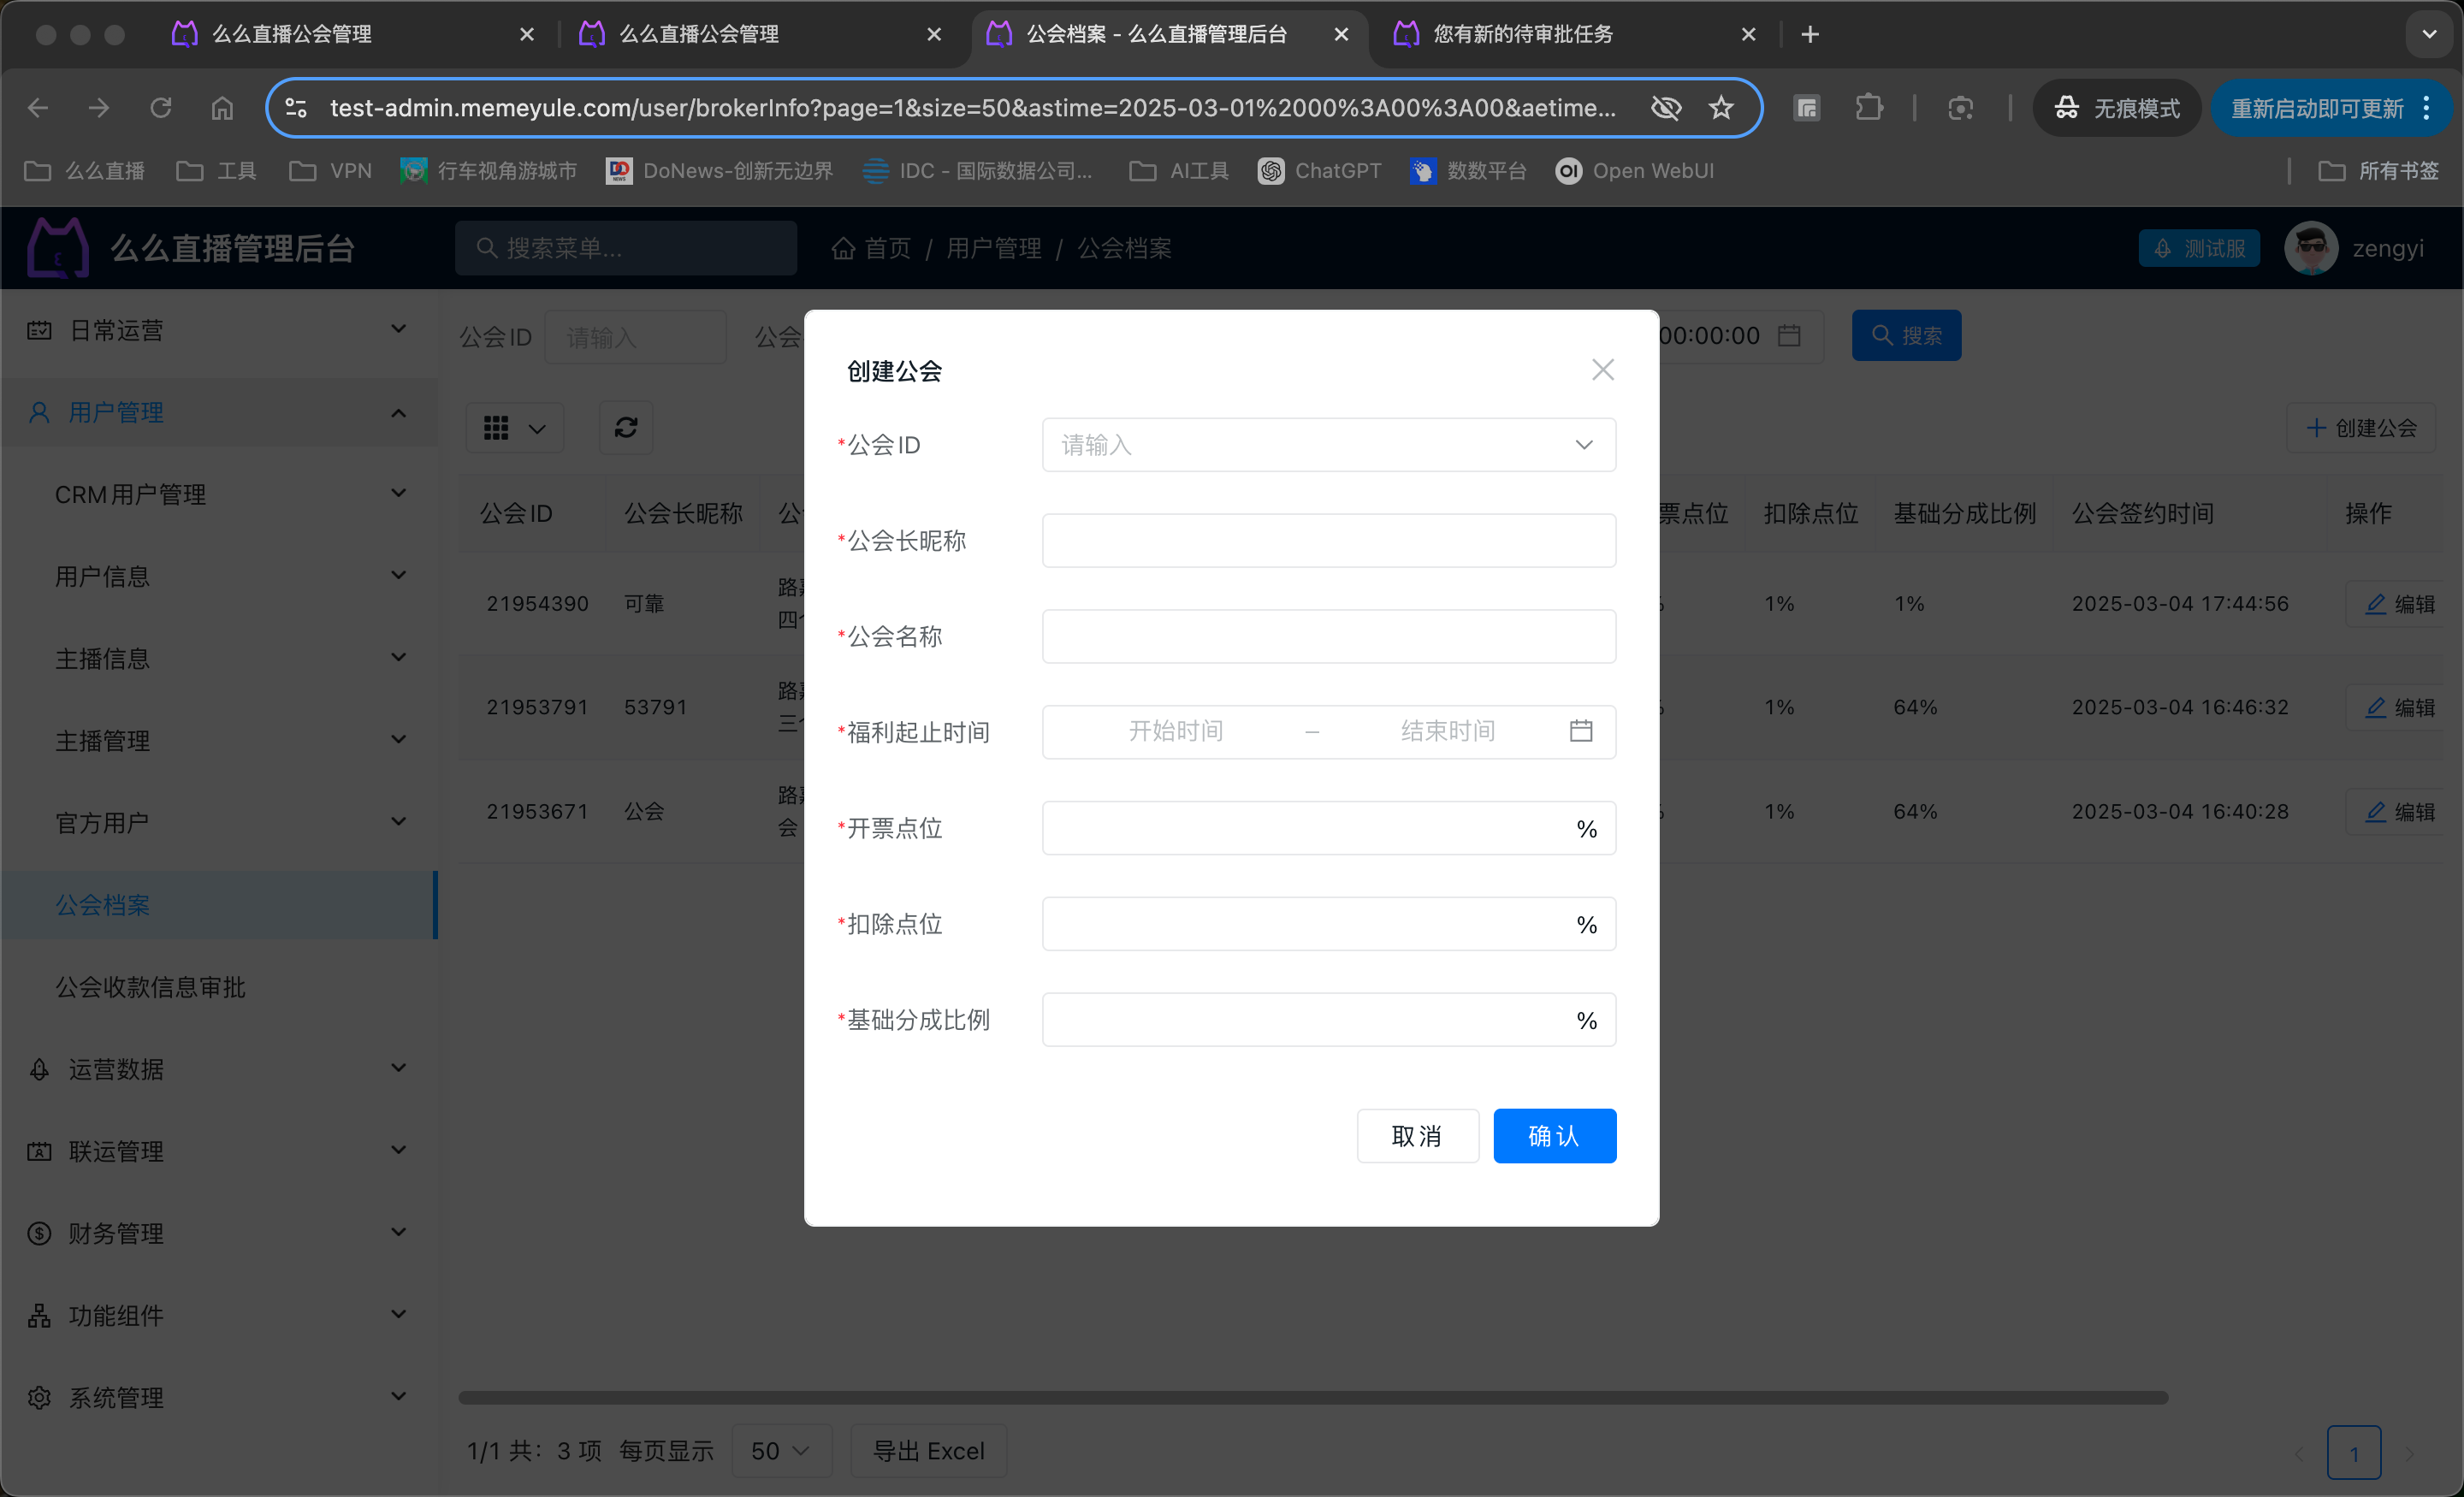 么么直播公会管理
么么直播公会管理
公会档案 - 么么直播管理后台
您有新的待审批任务
test-admin.memeyule.com/user/brokerInfo?page=1&size=50&astime=2025-03-01%2000%3A00%3A00&aetime...
无痕模式
重新启动即可更新
么么直播
工具
VPN
行车视角游城市
DoNews-创新无边界
IDC - 国际数据公司...
AI工具
ChatGPT
数数平台
Open WebUI
所有书签
么么直播管理后台
搜索菜单...
首页 / 用户管理 / 公会档案
测试服
zengyi
日常运营
用户管理
CRM用户管理
用户信息
主播信息
主播管理
官方用户
公会档案
公会收款信息审批
运营数据
联运管理
财务管理
功能组件
系统管理
公会ID
请输入
公会
00:00:00
搜索
创建公会
公会ID 公会长昵称 公 票点位 扣除点位 基础分成比例 公会签约时间 操作
21954390 可靠 1% 1% 2025-03-04 17:44:56 编辑
21953791 53791 1% 64% 2025-03-04 16:46:32 编辑
21953671 公会 1% 64% 2025-03-04 16:40:28 编辑
创建公会
*公会ID 请输入
*公会长昵称
*公会名称
*福利起止时间 开始时间 – 结束时间
*开票点位 %
*扣除点位 %
*基础分成比例 %
取消
确认
1/1 共: 3 项 每页显示 50
导出 Excel
1